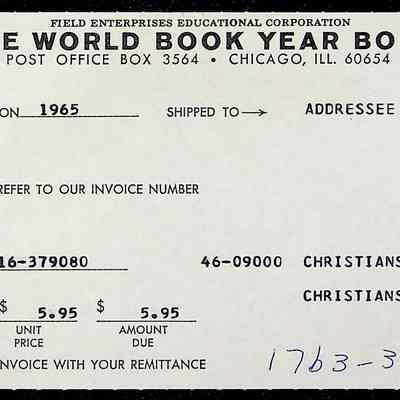 FIELD ENTERPRISES EDUCATIONAL CORPORATION
E WORLD BOOK YEAR BO
POST OFFICE BOX 3564 • CHICAGO, ILL. 60654
ON 1965 SHIPPED TO → ADDRESSEE
REFER TO OUR INVOICE NUMBER
16-379080 46-09000 CHRISTIANS
CHRISTIANS
$ 5.95 $ 5.95
UNIT PRICE AMOUNT DUE
INVOICE WITH YOUR REMITTANCE
1763-3